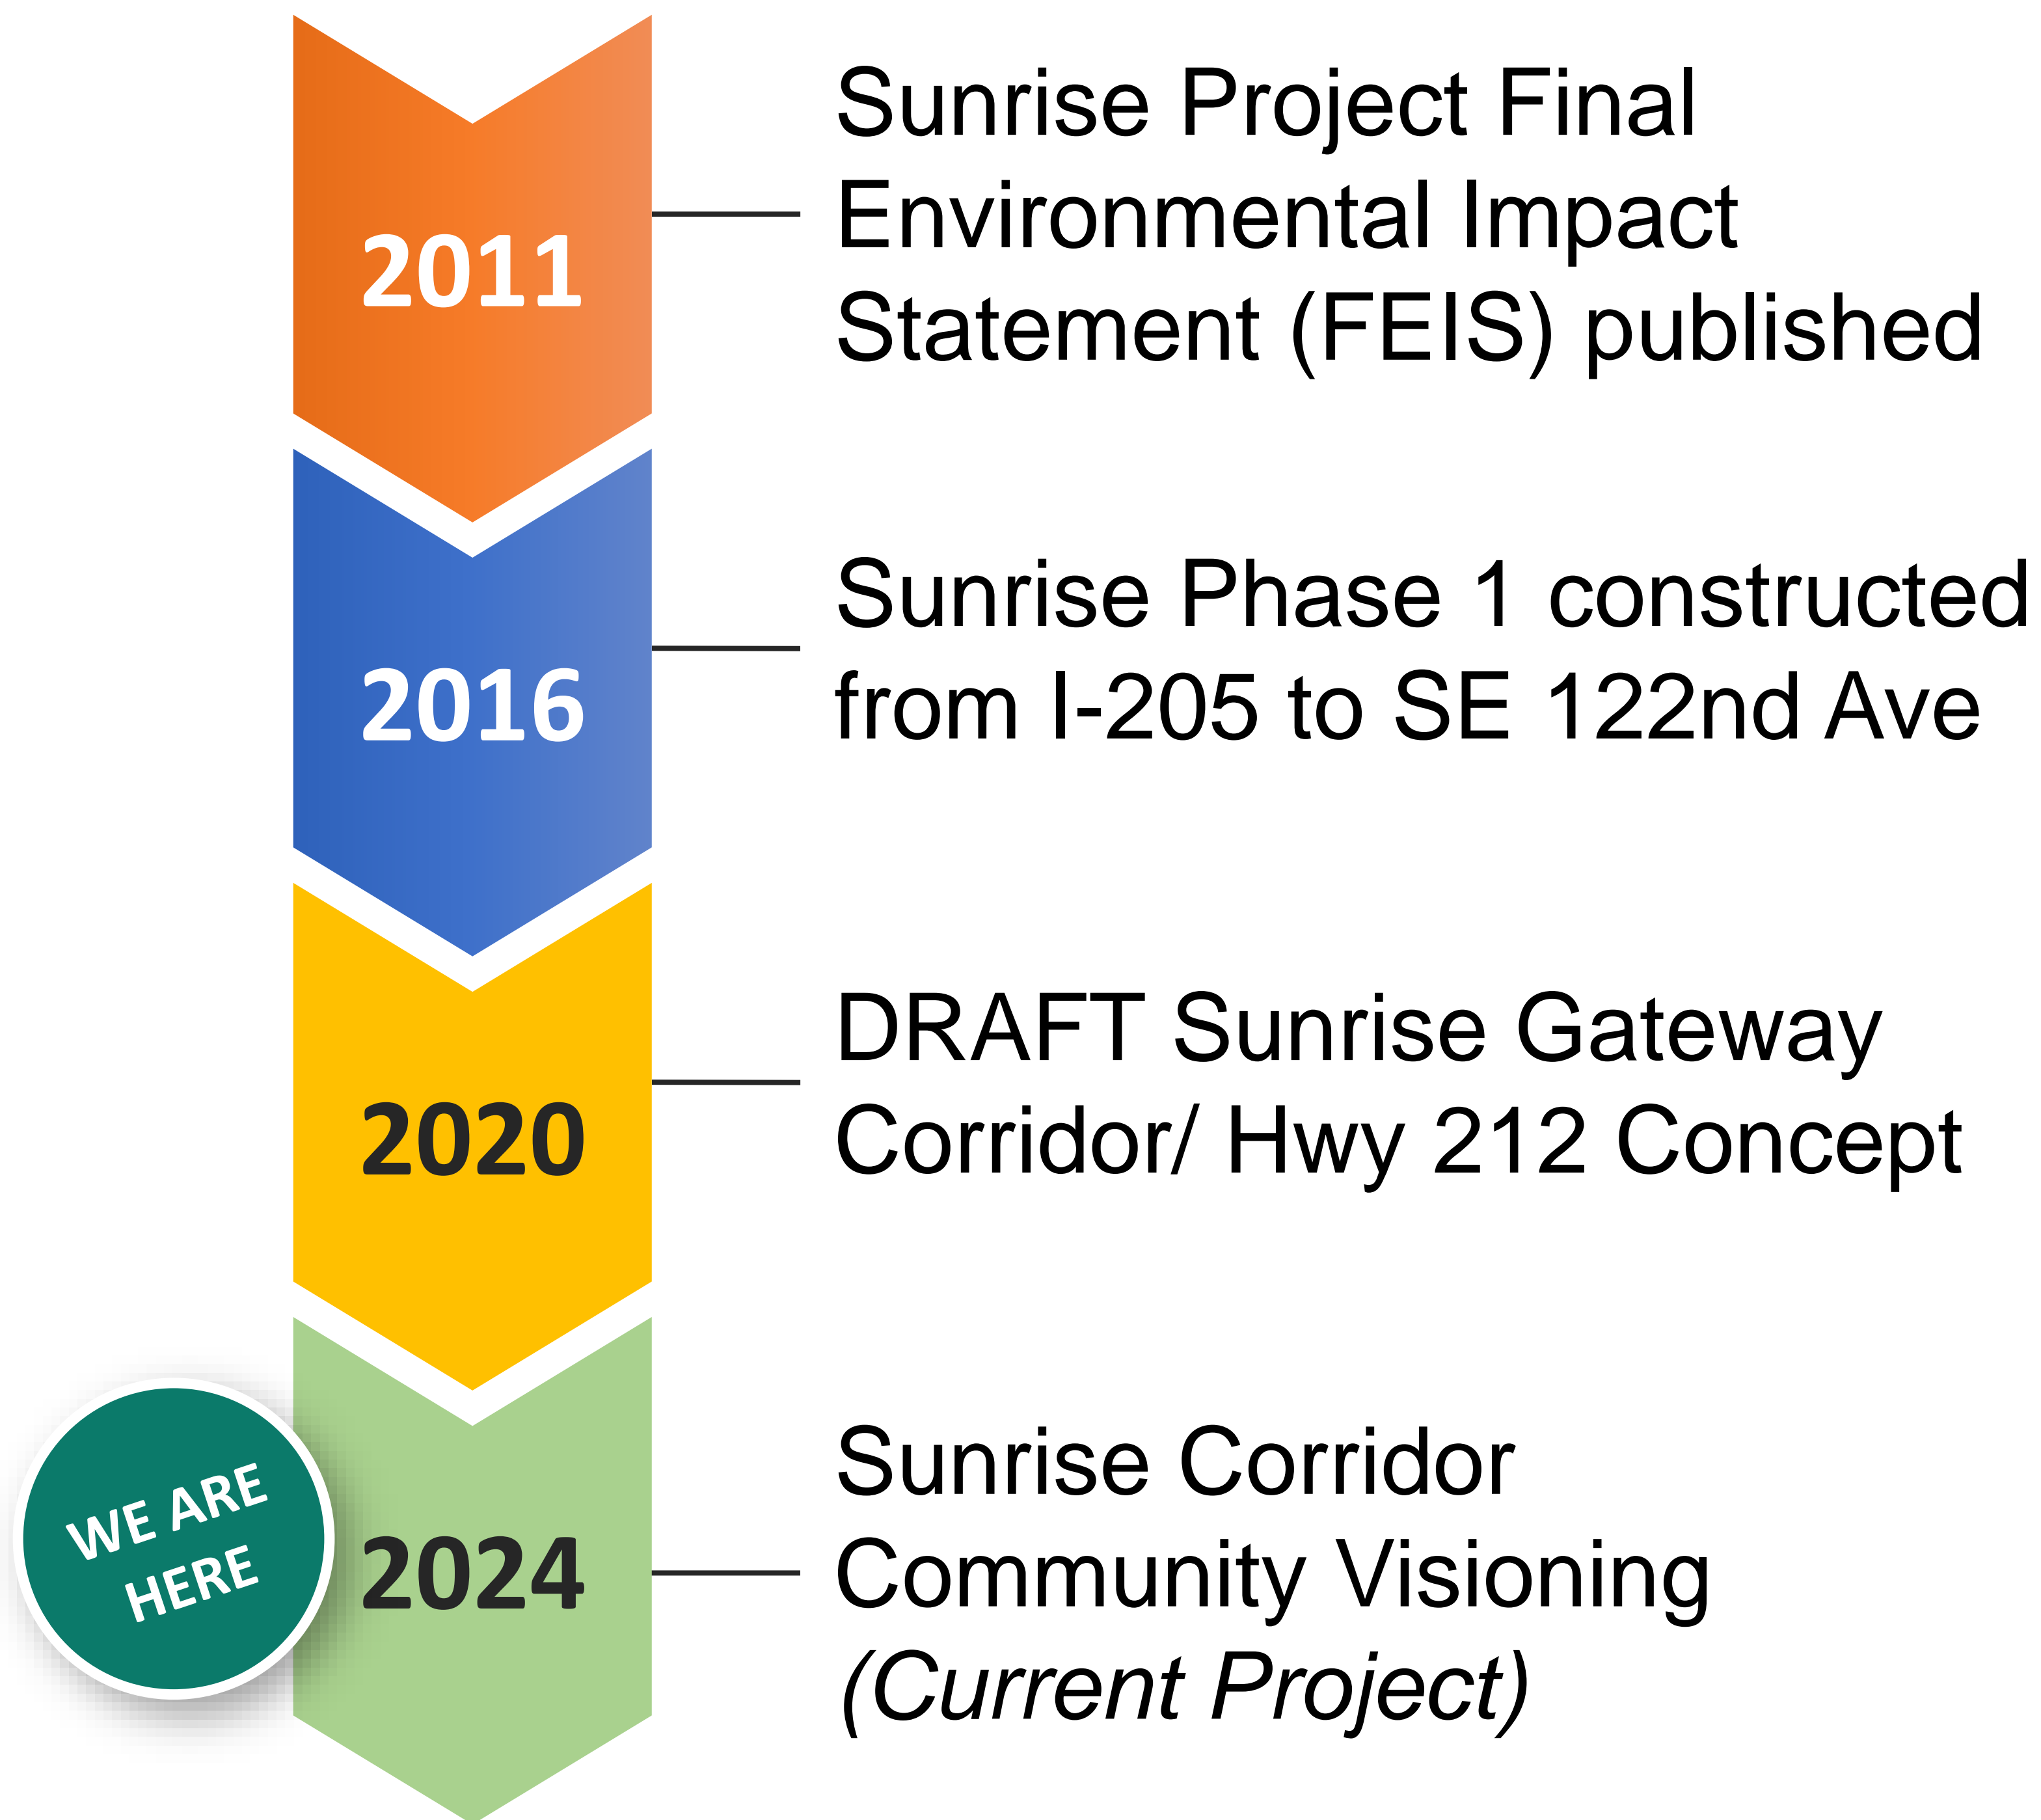 2011
Sunrise Project Final
Environmental Impact
Statement (FEIS) published
2016
Sunrise Phase 1 constructed
from I-205 to SE 122nd Ave
2020
DRAFT Sunrise Gateway
Corridor/ Hwy 212 Concept
WE ARE
HERE
2024
Sunrise Corridor
Community Visioning
(Current Project)